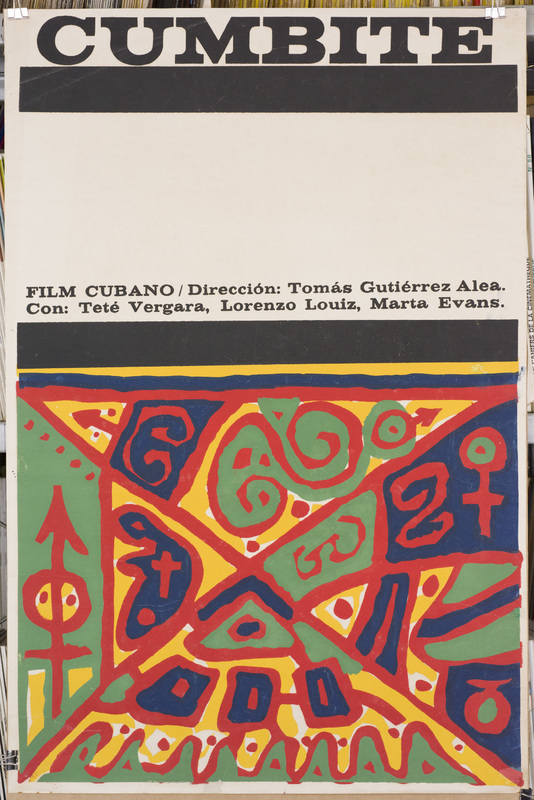 CUMBITE
FILM CUBANO / Dirección: Tomás Gutiérrez Alea.
Con: Teté Vergara, Lorenzo Louiz, Marta Evans.